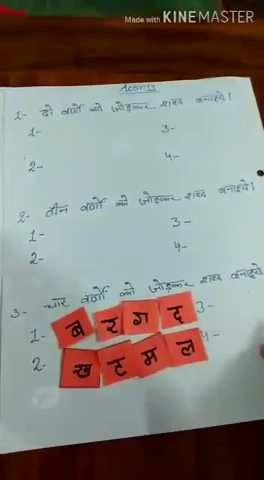 Made with KINEMASTER
Activity
1- दो वर्णों को जोड़कर शब्द बनाइये।
1- 3-
2- 4-
2- तीन वर्णों को जोड़कर शब्द बनाइये।
1- 3-
2- 4-
3- चार वर्णों को जोड़कर शब्द बनाइये।
1- ब र ग द 3-
2- ख ट म ल 4-